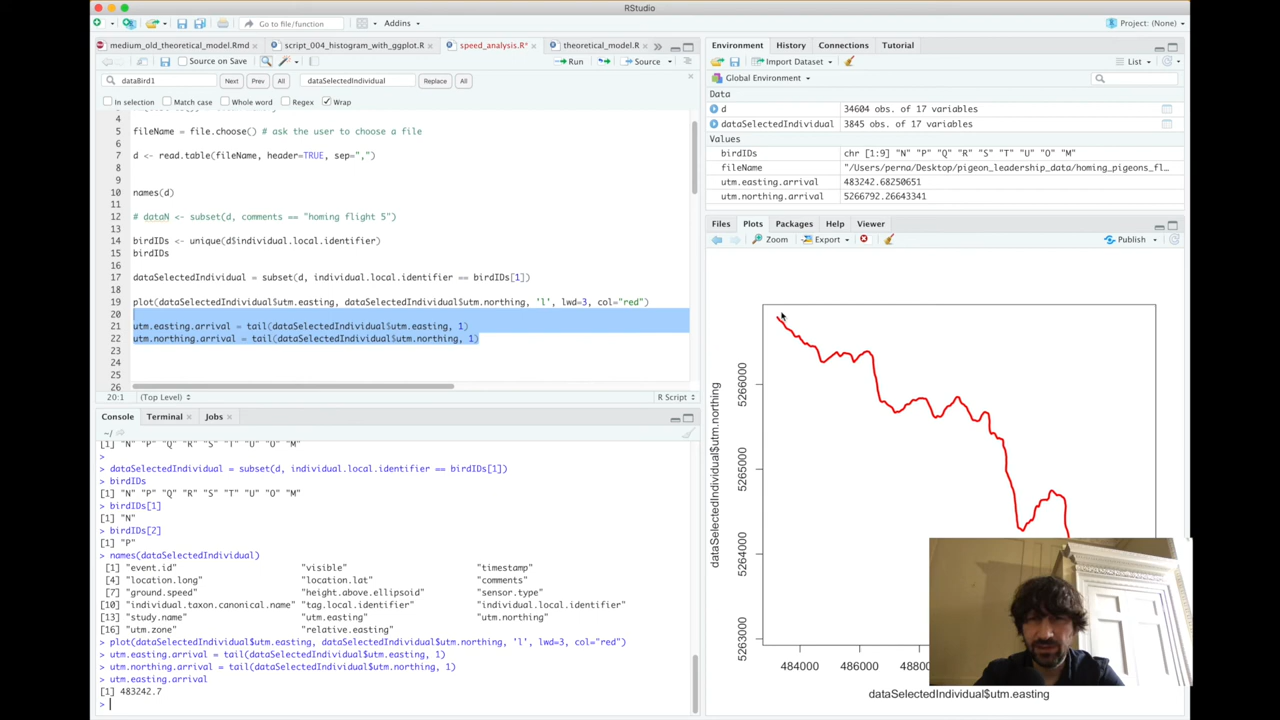 RStudio
Go to file/function
Addins
Project: (None)
medium_old_theoretical_model.Rmd
script_004_histogram_with_ggplot.R
speed_analysis.R*
theoretical_model.R
Source on Save
Run
Source
dataBird1
Next
Prev
All
dataSelectedIndividual
Replace
All
In selection
Match case
Whole word
Regex
Wrap
4
5 fileName = file.choose() # ask the user to choose a file
6
7 d <- read.table(fileName, header=TRUE, sep=",")
8
9
10 names(d)
11
12 # dataN <- subset(d, comments == "homing flight 5")
13
14 birdIDs <- unique(d$individual.local.identifier)
15 birdIDs
16
17 dataSelectedIndividual = subset(d, individual.local.identifier == birdIDs[1])
18
19 plot(dataSelectedIndividual$utm.easting, dataSelectedIndividual$utm.northing, 'l', lwd=3, col="red")
20
21 utm.easting.arrival = tail(dataSelectedIndividual$utm.easting, 1)
22 utm.northing.arrival = tail(dataSelectedIndividual$utm.northing, 1)
23
24
25
26
20:1
(Top Level)
R Script
Console
Terminal
Jobs
~/
[1] "N" "P" "Q" "R" "S" "T" "U" "O" "M"
>
> dataSelectedIndividual = subset(d, individual.local.identifier == birdIDs[1])
> birdIDs
[1] "N" "P" "Q" "R" "S" "T" "U" "O" "M"
> birdIDs[1]
[1] "N"
> birdIDs[2]
[1] "P"
> names(dataSelectedIndividual)
[1] "event.id" "visible" "timestamp"
[4] "location.long" "location.lat" "comments"
[7] "ground.speed" "height.above.ellipsoid" "sensor.type"
[10] "individual.taxon.canonical.name" "tag.local.identifier" "individual.local.identifier"
[13] "study.name" "utm.easting" "utm.northing"
[16] "utm.zone" "relative.easting"
> plot(dataSelectedIndividual$utm.easting, dataSelectedIndividual$utm.northing, 'l', lwd=3, col="red")
> utm.easting.arrival = tail(dataSelectedIndividual$utm.easting, 1)
> utm.northing.arrival = tail(dataSelectedIndividual$utm.northing, 1)
> utm.easting.arrival
[1] 483242.7
>
Environment
History
Connections
Tutorial
Import Dataset
List
Global Environment
Data
d 34604 obs. of 17 variables
dataSelectedIndividual 3845 obs. of 17 variables
Values
birdIDs chr [1:9] "N" "P" "Q" "R" "S" "T" "U" "O" "M"
fileName "/Users/perna/Desktop/pigeon_leadership_data/homing_pigeons_fl…
utm.easting.arrival 483242.68250651
utm.northing.arrival 5266792.26643341
Files
Plots
Packages
Help
Viewer
Zoom
Export
Publish
dataSelectedIndividual$utm.northing
5266000
5265000
5264000
5263000
484000
486000
dataSelectedIndividual$utm.easting